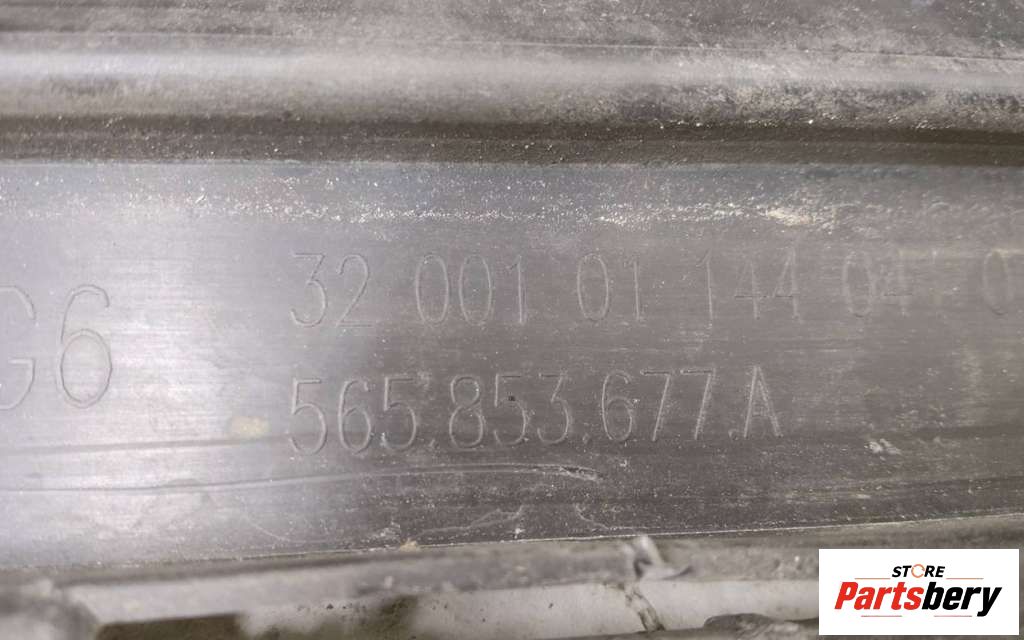 32 001 01 144 04
G6
565.853.677.A
STORE
Partsbery